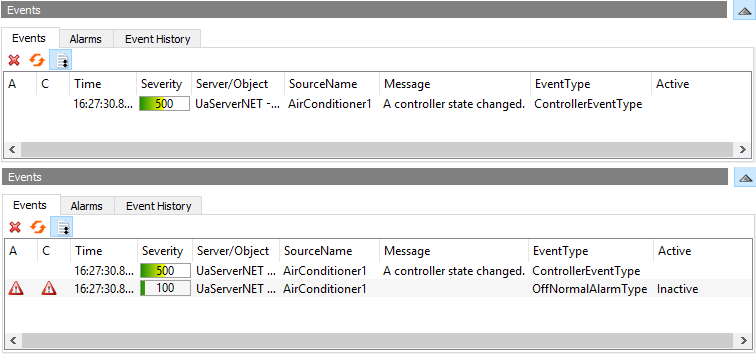 Events
Events Alarms Event History
A C Time Severity Server/Object SourceName Message EventType Active
16:27:30.8... 500 UaServerNET -... AirConditioner1 A controller state changed. ControllerEventType
Events
Events Alarms Event History
A C Time Severity Server/Object SourceName Message EventType Active
16:27:30.8... 500 UaServerNET ... AirConditioner1 A controller state changed. ControllerEventType
16:27:30.8... 100 UaServerNET ... AirConditioner1 OffNormalAlarmType Inactive